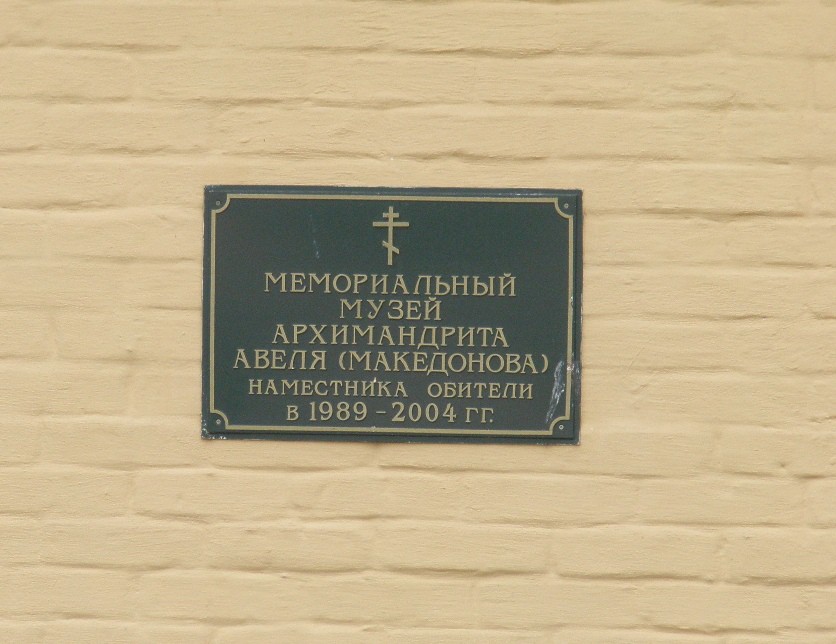 МЕМОРИАЛЬНЫЙ
МУЗЕЙ
АРХИМАНДРИТА
АВЕЛЯ (МАКЕДОНОВА)
НАМЕСТНИКА ОБИТЕЛИ
В 1989 - 2004 ГГ.